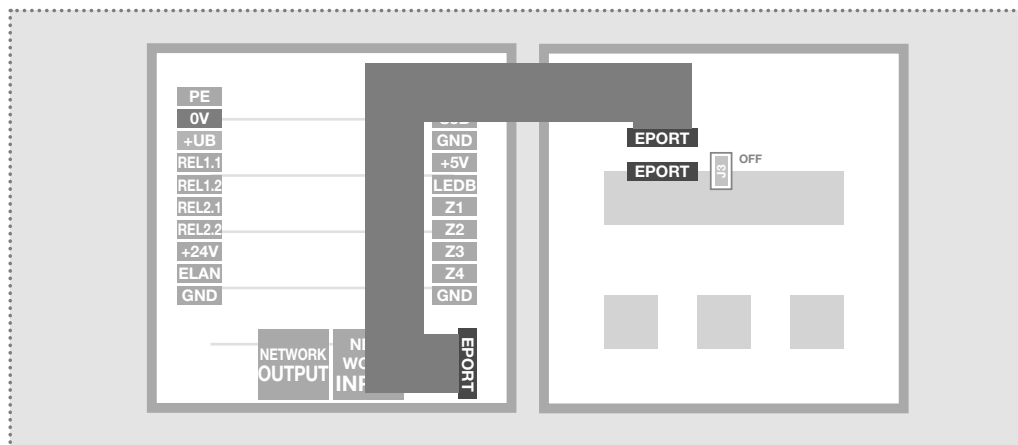 PE
0V
+UB
REL1.1
REL1.2
REL2.1
REL2.2
+24V
ELAN
GND
GND
+5V
LEDB
Z1
Z2
Z3
Z4
GND
NETWORK
OUTPUT
EPORT
EPORT
EPORT
J3
OFF